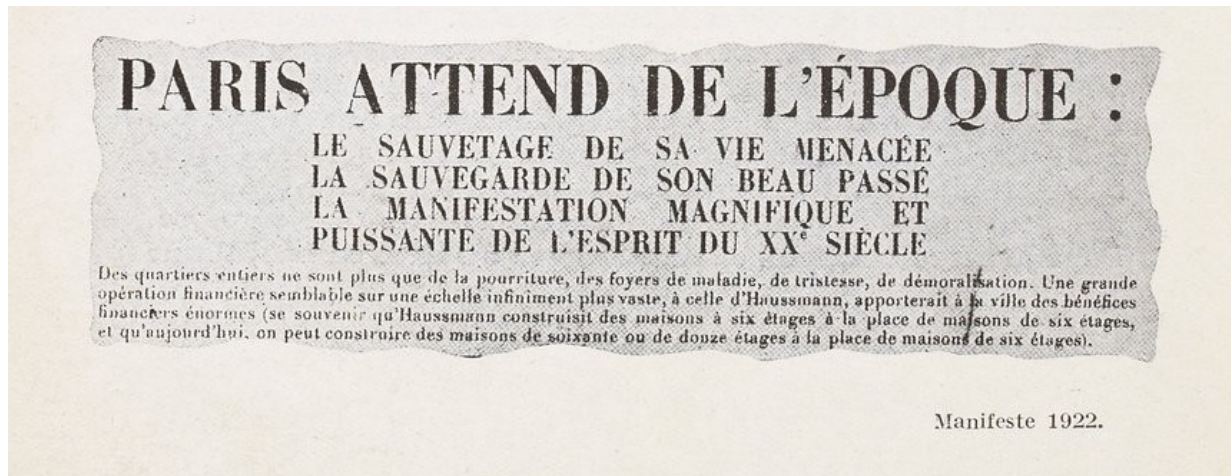 PARIS ATTEND DE L'ÉPOQUE :
LE SAUVETAGE DE SA VIE MENACÉE
LA SAUVEGARDE DE SON BEAU PASSÉ
LA MANIFESTATION MAGNIFIQUE ET
PUISSANTE DE L'ESPRIT DU XXe SIÈCLE
Des quartiers entiers ne sont plus que de la pourriture, des foyers de maladie, de tristesse, de démoralisation. Une grande
opération financière semblable sur une échelle infiniment plus vaste, à celle d'Haussmann, apporterait à la ville des bénéfices
financiers énormes (se souvenir qu'Haussmann construisit des maisons à six étages à la place de maisons de six étages,
et qu'aujourd'hui, on peut construire des maisons de soixante ou de douze étages à la place de maisons de six étages).
Manifeste 1922.